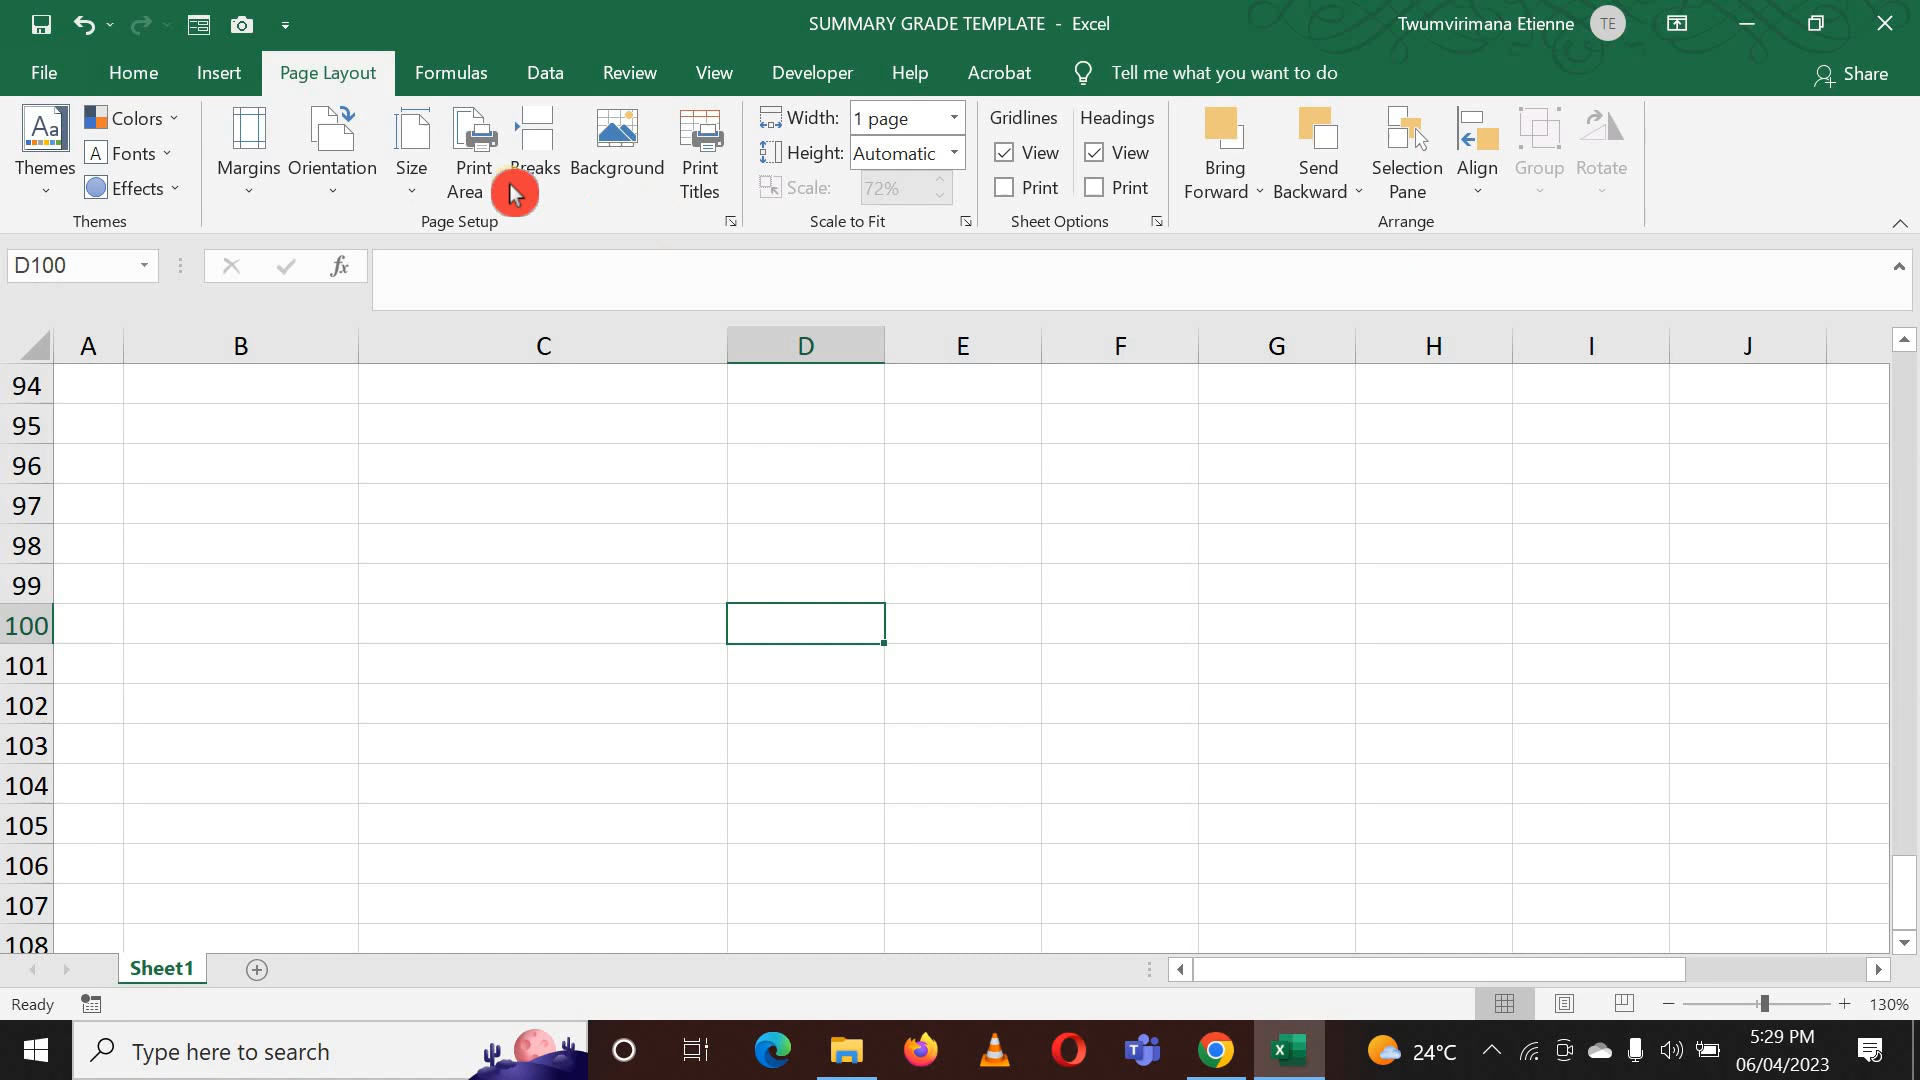 SUMMARY GRADE TEMPLATE - Excel
Twumvirimana Etienne TE
File Home Insert Page Layout Formulas Data Review View Developer Help Acrobat Tell me what you want to do Share
Aa Colors Width: 1 page Gridlines Headings
A Fonts Height: Automatic View View
Themes Margins Orientation Size Print Breaks Background Print Bring Send Selection Align Group Rotate
Effects Area Titles Scale: 72% Print Print Forward Backward Pane
Themes Page Setup Scale to Fit Sheet Options Arrange
D100 fx
A B C D E F G H I J
94
95
96
97
98
99
100
101
102
103
104
105
106
107
108
Sheet1
Ready 130%
Type here to search 24°C 5:29 PM
06/04/2023